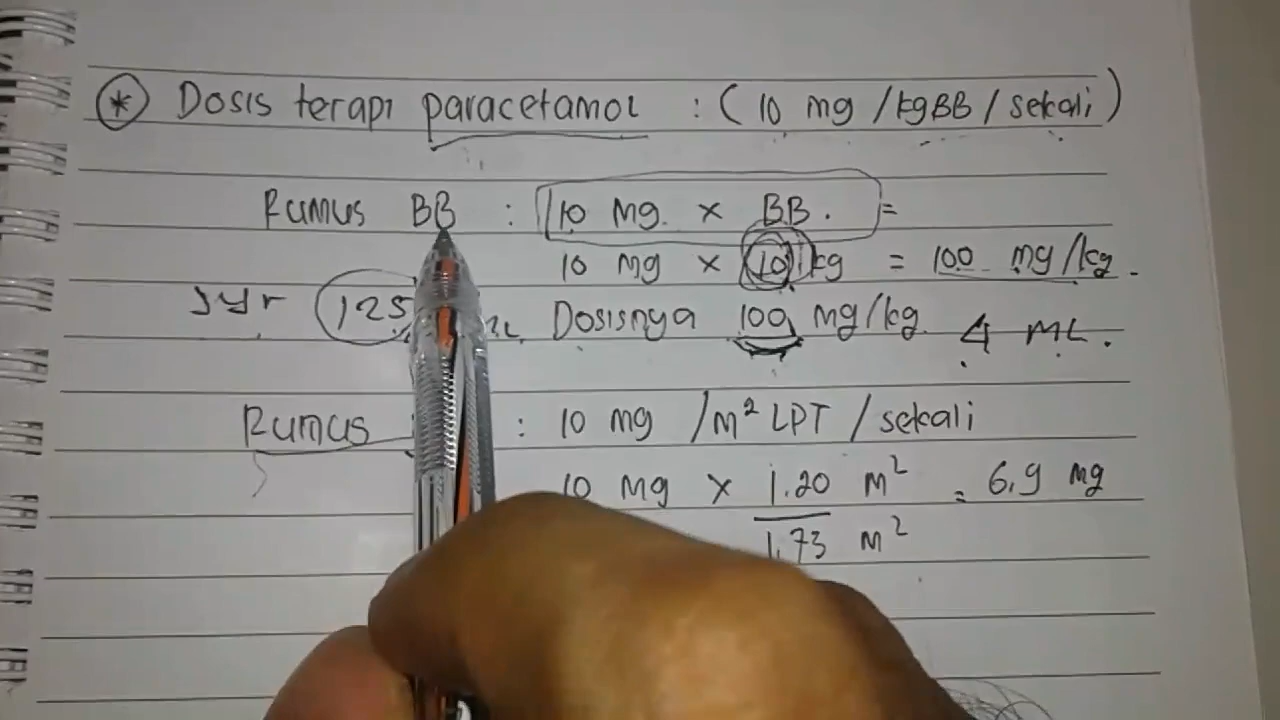 * Dosis terapi paracetamol : ( 10 mg / kgBB / sekali )
Rumus BB : 10 Mg. x BB. =
10 mg x 10 kg = 100 mg/kg.
syr 125 Dosisnya 100 mg/kg. 4 ML.
Rumus : 10 mg /m² LPT / sekali
10 mg x 1.20 m² = 6,9 mg
1.73 m²